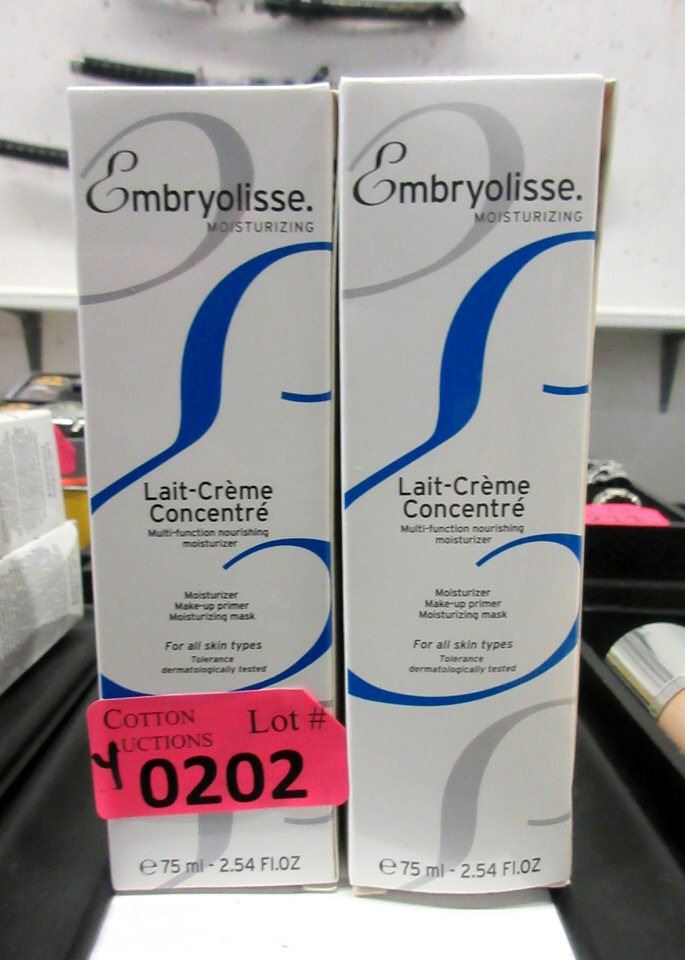 Embryolisse.
MOISTURIZING
Lait-Crème
Concentré
Multi-function nourishing
moisturizer
Moisturizer
Make-up primer
Moisturizing mask
For all skin types
Tolerance
dermatologically tested
COTTON
AUCTIONS
Lot #
4
0202
℮ 75 ml - 2.54 Fl.OZ
Embryolisse.
MOISTURIZING
Lait-Crème
Concentré
Multi-function nourishing
moisturizer
Moisturizer
Make-up primer
Moisturizing mask
For all skin types
Tolerance
dermatologically tested
℮ 75 ml - 2.54 Fl.OZ